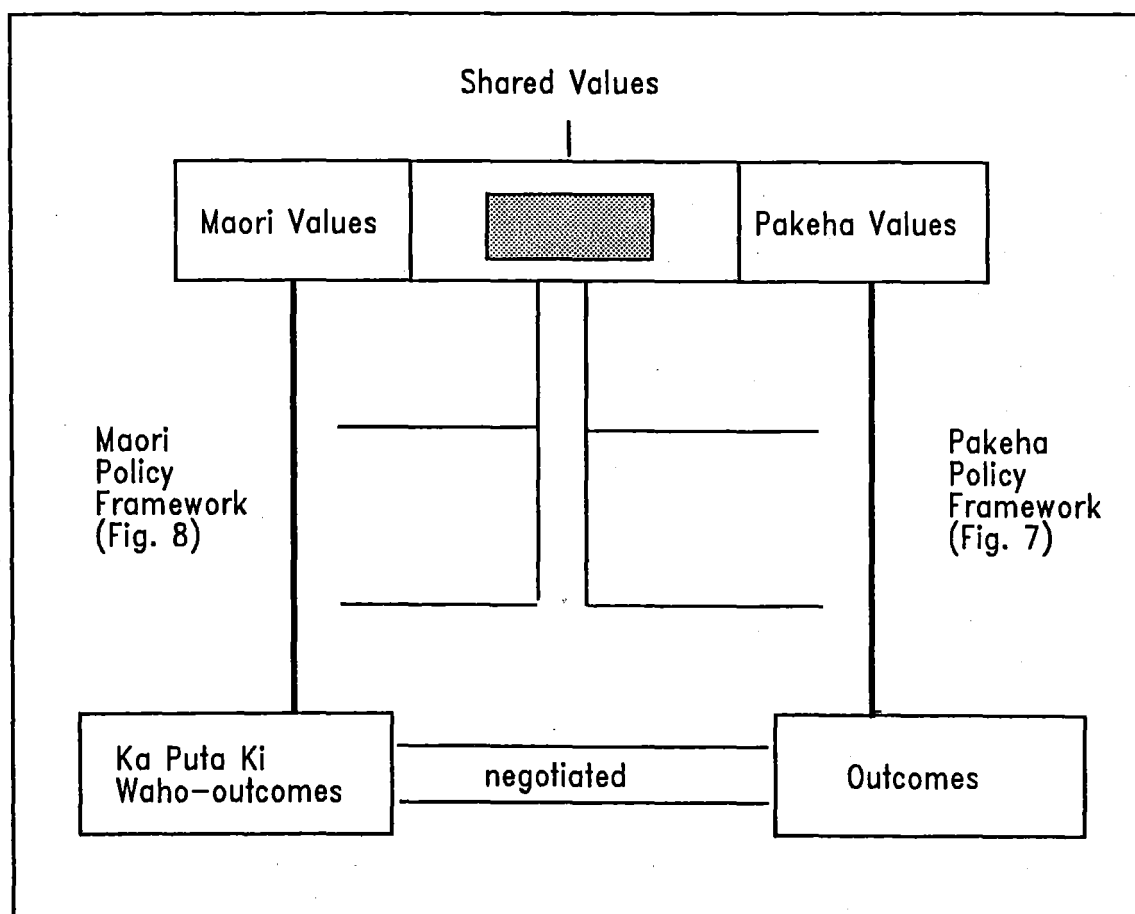 Shared Values
Maori Values
Pakeha Values
Maori
Policy
Framework
(Fig. 8)
Pakeha
Policy
Framework
(Fig. 7)
Ka Puta Ki
Waho-outcomes
negotiated
Outcomes